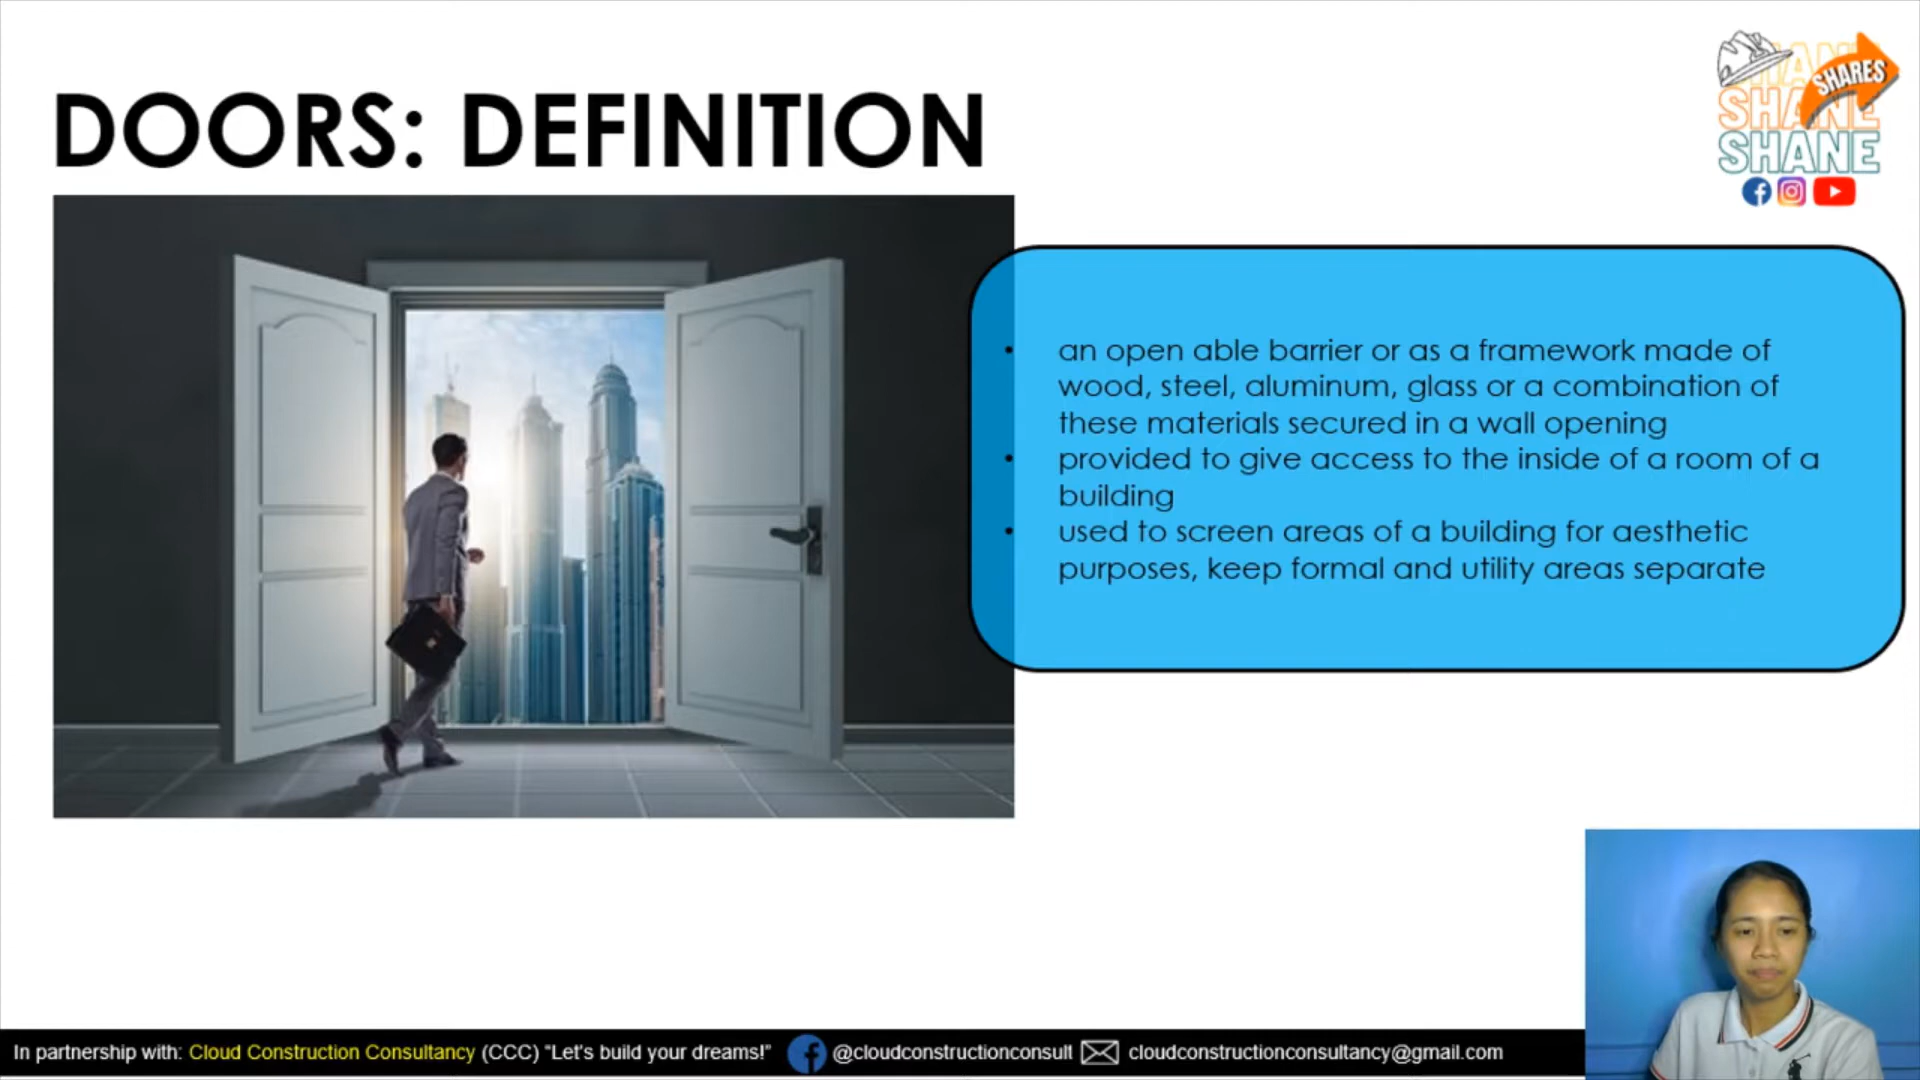 DOORS: DEFINITION
SHANE
SHARES
SHANE
SHANE
• an open able barrier or as a framework made of
wood, steel, aluminum, glass or a combination of
these materials secured in a wall opening
• provided to give access to the inside of a room of a
building
• used to screen areas of a building for aesthetic
purposes, keep formal and utility areas separate
In partnership with: Cloud Construction Consultancy (CCC) “Let's build your dreams!” @cloudconstructionconsult cloudconstructionconsultancy@gmail.com